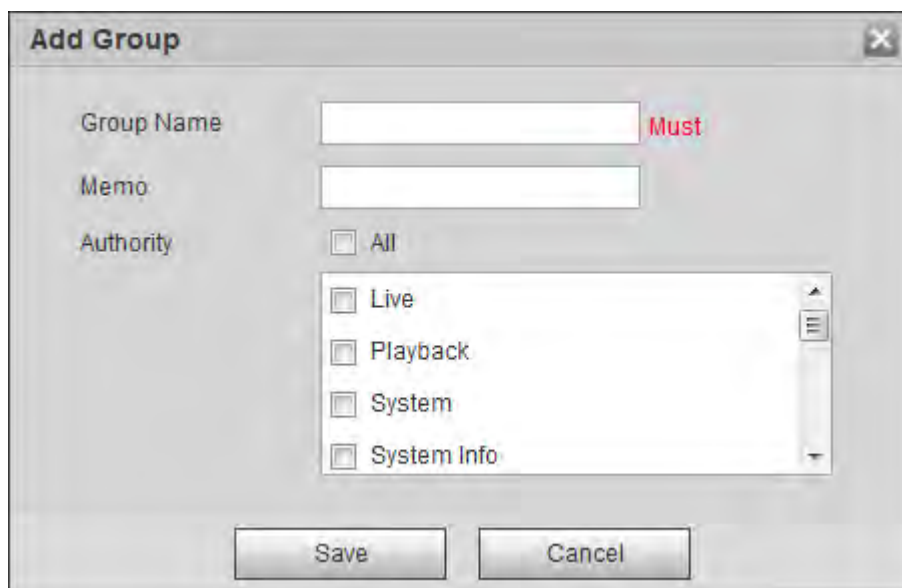 Add Group
Group Name Must
Memo
Authority All
Live
Playback
System
System Info
Save Cancel